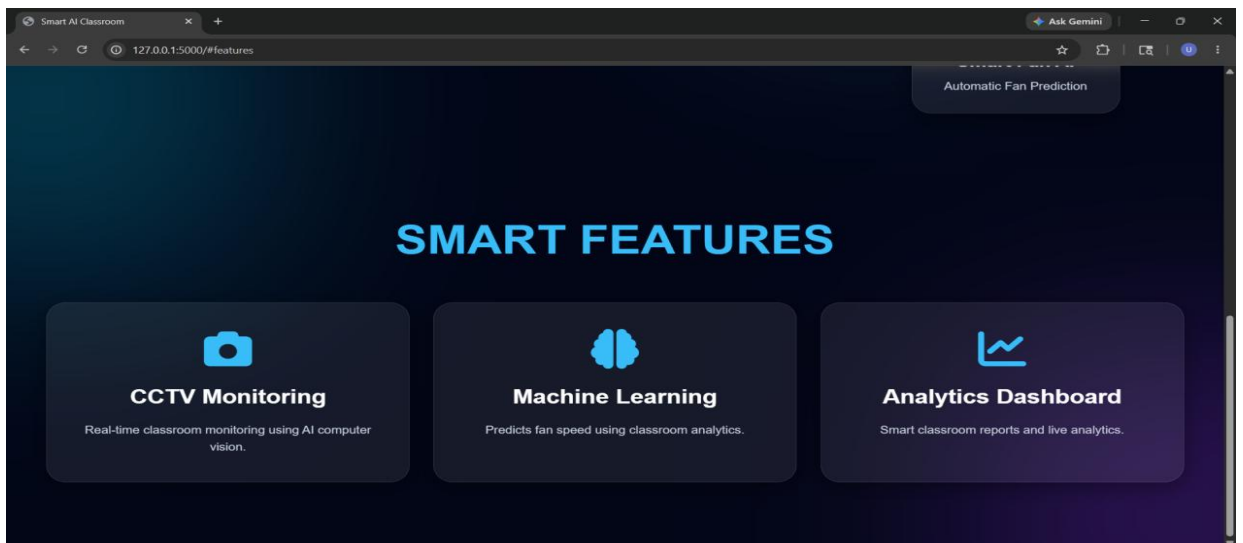 Smart AI Classroom
Ask Gemini
127.0.0.1:5000/#features
U
Automatic Fan Prediction
SMART FEATURES
CCTV Monitoring
Real-time classroom monitoring using AI computer
vision.
Machine Learning
Predicts fan speed using classroom analytics.
Analytics Dashboard
Smart classroom reports and live analytics.